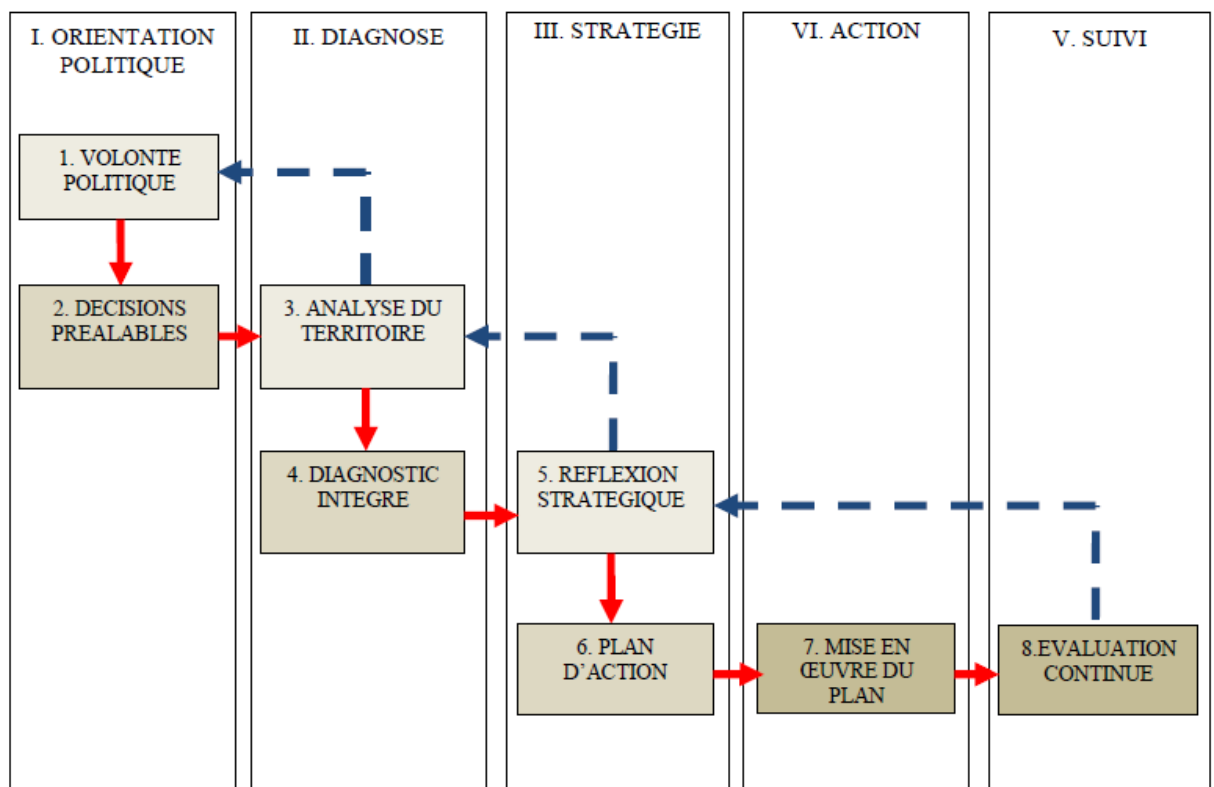 I. ORIENTATION
POLITIQUE
II. DIAGNOSE
III. STRATEGIE
VI. ACTION
V. SUIVI
1. VOLONTE
POLITIQUE
2. DECISIONS
PREALABLES
3. ANALYSE DU
TERRITOIRE
4. DIAGNOSTIC
INTEGRE
5. REFLEXION
STRATEGIQUE
6. PLAN
D’ACTION
7. MISE EN
ŒUVRE DU
PLAN
8.EVALUATION
CONTINUE